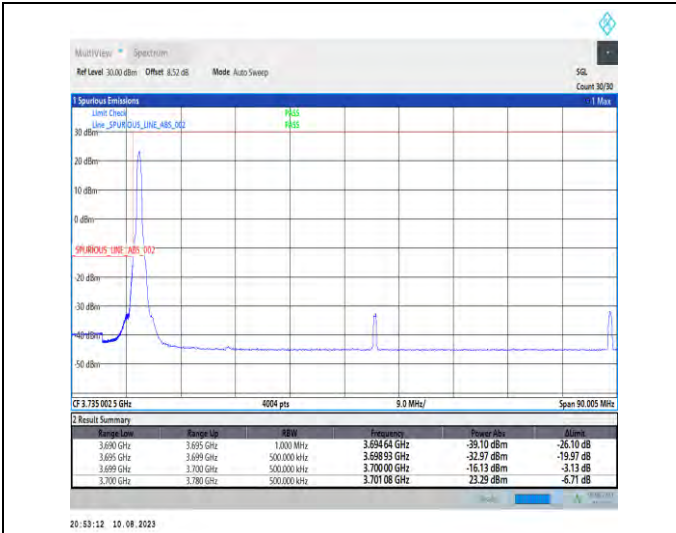 MultiView Spectrum
Ref Level 30.00 dBm Offset 8.52 dB Mode Auto Sweep SGL
Count 30/30
1 Spurious Emissions 1 Max
Limit Check PASS
Line _SPURIOUS_LINE_ABS_002 PASS
30 dBm
20 dBm
10 dBm
0 dBm
SPURIOUS_LINE_ABS_002
-20 dBm
-30 dBm
-40 dBm
-50 dBm
CF 3.735 002 5 GHz 4004 pts 9.0 MHz/ Span 90.005 MHz
2 Result Summary
Range Low Range Up RBW Frequency Power Abs ΔLimit
3.690 GHz 3.695 GHz 1.000 MHz 3.694 64 GHz -39.10 dBm -26.10 dB
3.695 GHz 3.699 GHz 500.000 kHz 3.698 93 GHz -32.97 dBm -19.97 dB
3.699 GHz 3.700 GHz 500.000 kHz 3.700 00 GHz -16.13 dBm -3.13 dB
3.700 GHz 3.780 GHz 500.000 kHz 3.701 08 GHz 23.29 dBm -6.71 dB
20:53:12 10.08.2023